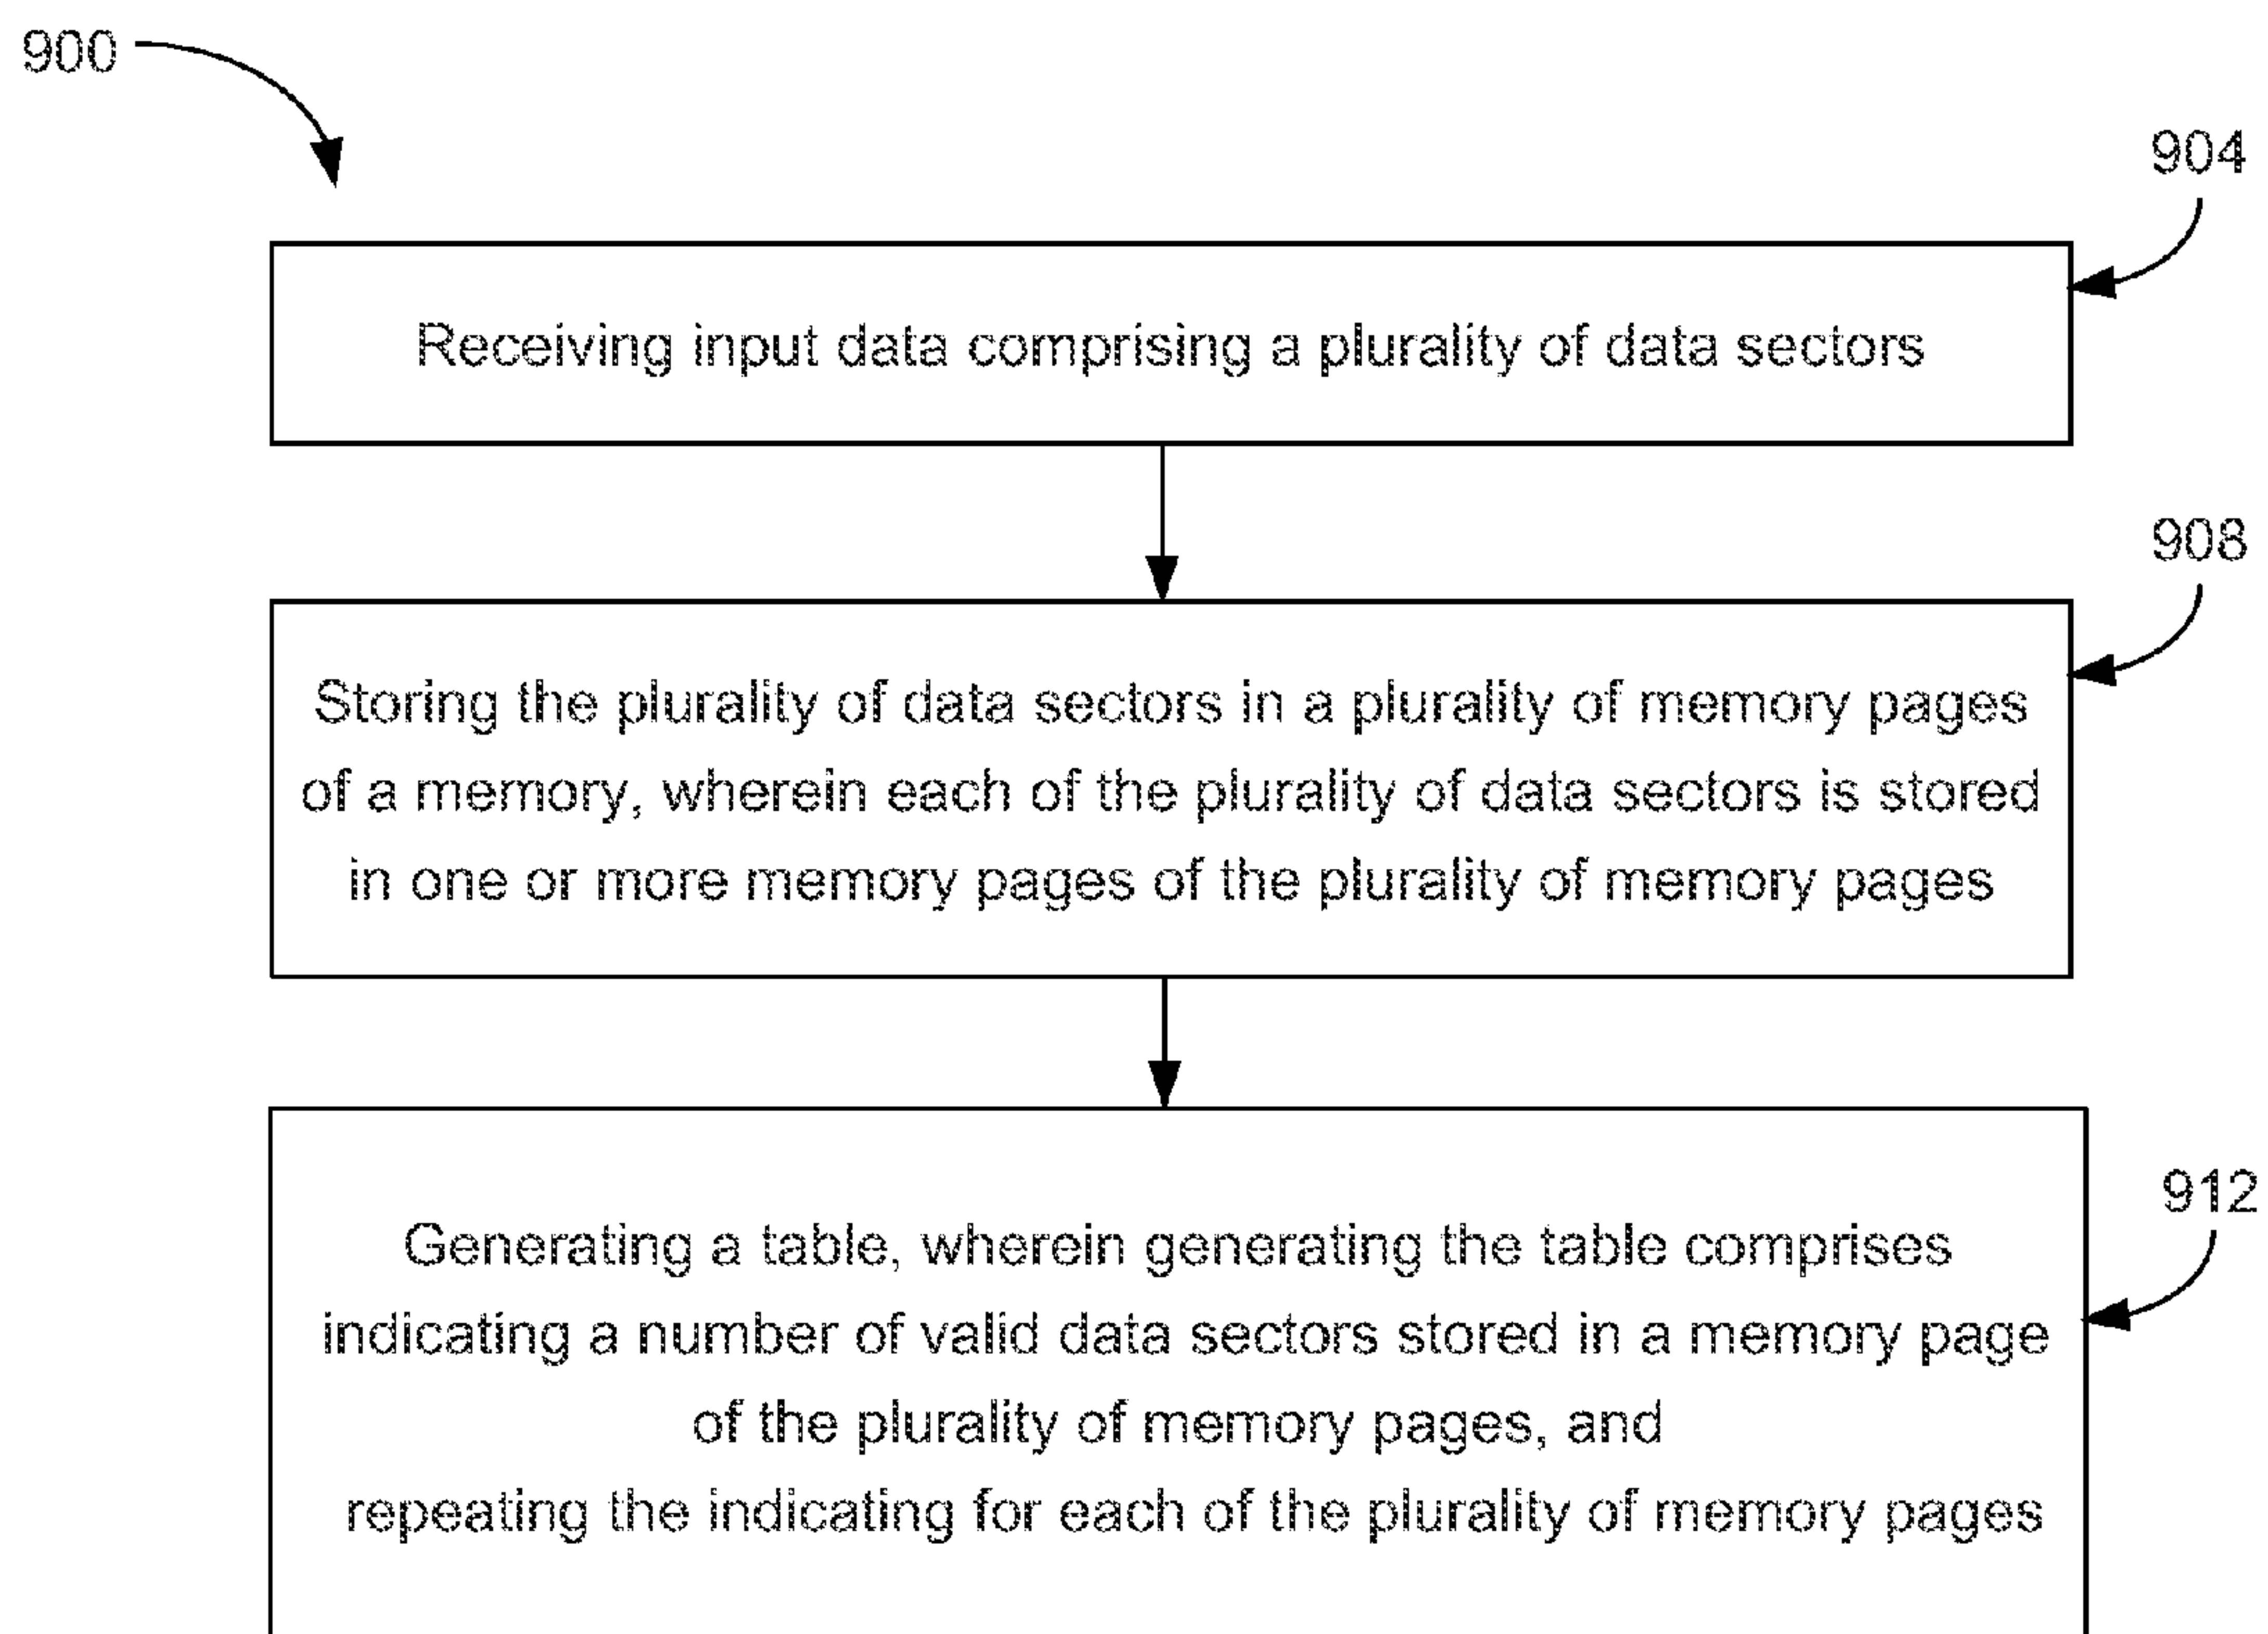 900
904
Receiving input data comprising a plurality of data sectors
908
Storing the plurality of data sectors in a plurality of memory pages
of a memory, wherein each of the plurality of data sectors is stored
in one or more memory pages of the plurality of memory pages
912
Generating a table, wherein generating the table comprises
indicating a number of valid data sectors stored in a memory page
of the plurality of memory pages, and
repeating the indicating for each of the plurality of memory pages